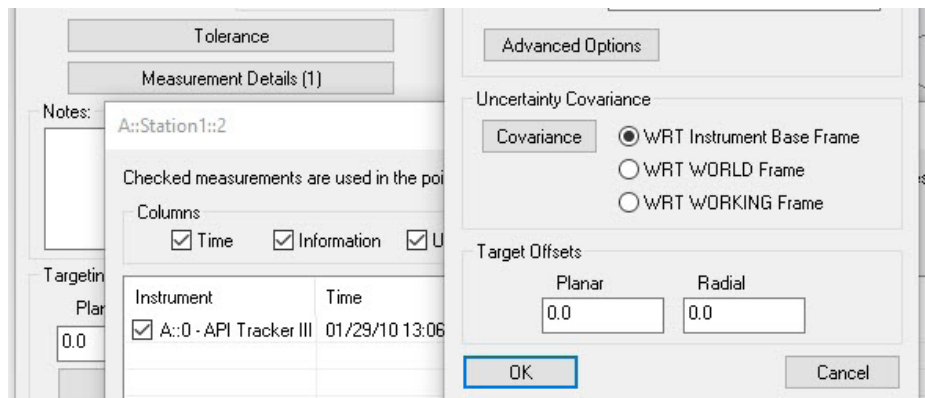 Tolerance
Measurement Details (1)
Notes:
A::Station1::2
Checked measurements are used in the poi
Columns
Time
Information
U
Targetin
Plar
0.0
Instrument
Time
A::0 - API Tracker III
01/29/10 13:06
Advanced Options
Uncertainty Covariance
Covariance
WRT Instrument Base Frame
WRT WORLD Frame
WRT WORKING Frame
Target Offsets
Planar
Radial
0.0
0.0
OK
Cancel